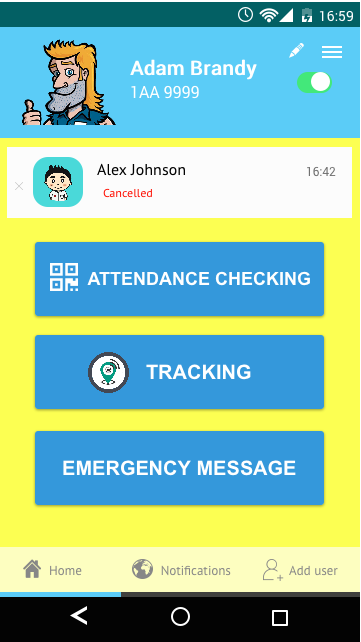 16:59
Adam Brandy
1AA 9999
Alex Johnson 16:42
Cancelled
ATTENDANCE CHECKING
TRACKING
EMERGENCY MESSAGE
Home Notifications Add user